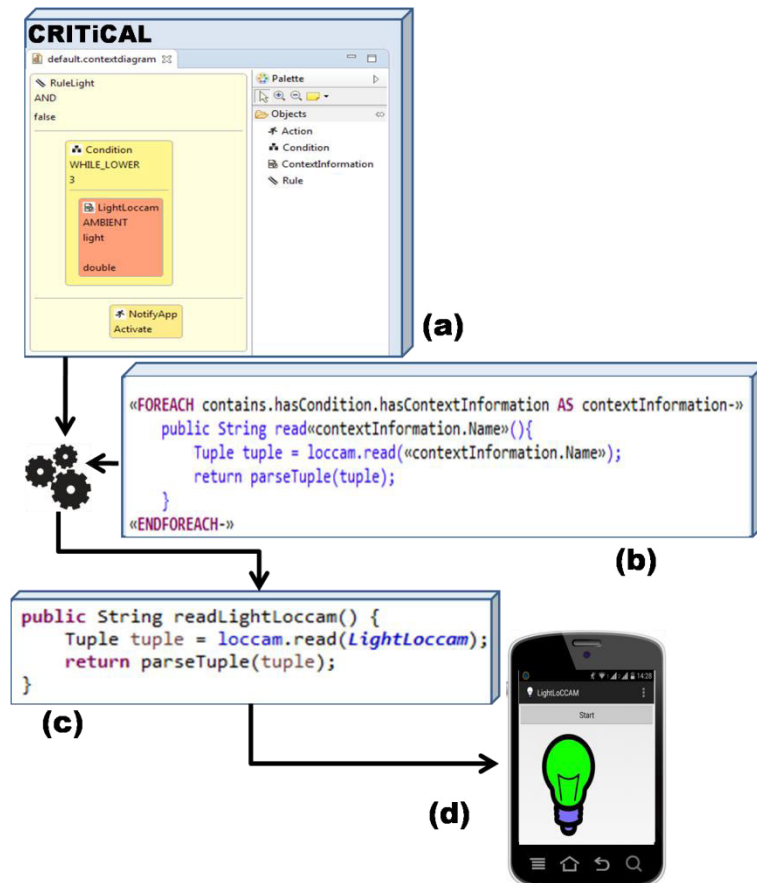 CRITiCAL
default.contextdiagram
RuleLight
AND
false
Condition
WHILE_LOWER
3
LightLoccam
AMBIENT
light
double
NotifyApp
Activate
Palette
Objects
Action
Condition
ContextInformation
Rule
(a)
«FOREACH contains.hasCondition.hasContextInformation AS contextInformation-»
public String read«contextInformation.Name»(){
Tuple tuple = loccam.read(«contextInformation.Name»);
return parseTuple(tuple);
}
«ENDFOREACH-»
(b)
public String readLightLoccam() {
Tuple tuple = loccam.read(LightLoccam);
return parseTuple(tuple);
}
(c)
14:28
LightLoCCAM
Start
(d)